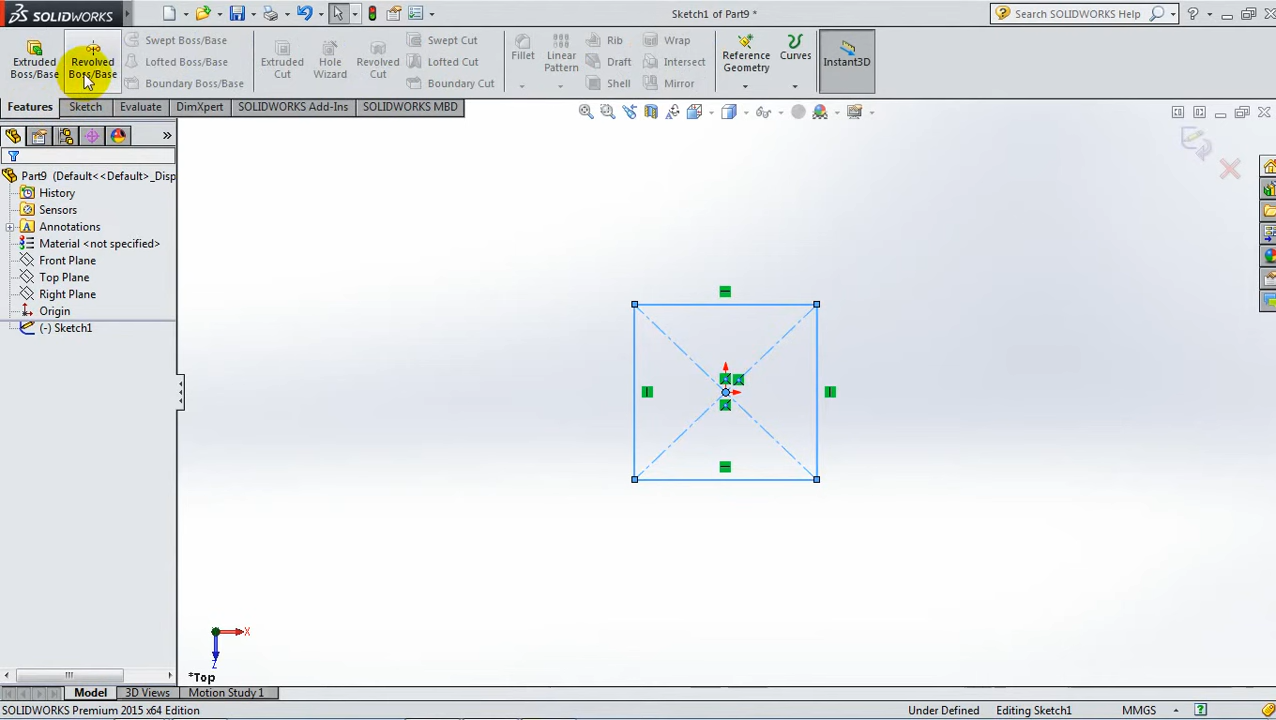 SOLIDWORKS
Sketch1 of Part9 *
Search SOLIDWORKS Help
Extruded Boss/Base
Revolved Boss/Base
Swept Boss/Base
Lofted Boss/Base
Boundary Boss/Base
Extruded Cut
Hole Wizard
Revolved Cut
Swept Cut
Lofted Cut
Boundary Cut
Fillet
Linear Pattern
Rib
Draft
Shell
Wrap
Intersect
Mirror
Reference Geometry
Curves
Instant3D
Features
Sketch
Evaluate
DimXpert
SOLIDWORKS Add-Ins
SOLIDWORKS MBD
Part9 (Default<<Default>_Disp
History
Sensors
Annotations
Material <not specified>
Front Plane
Top Plane
Right Plane
Origin
(-) Sketch1
X
Z
*Top
Model
3D Views
Motion Study 1
SOLIDWORKS Premium 2015 x64 Edition
Under Defined
Editing Sketch1
MMGS